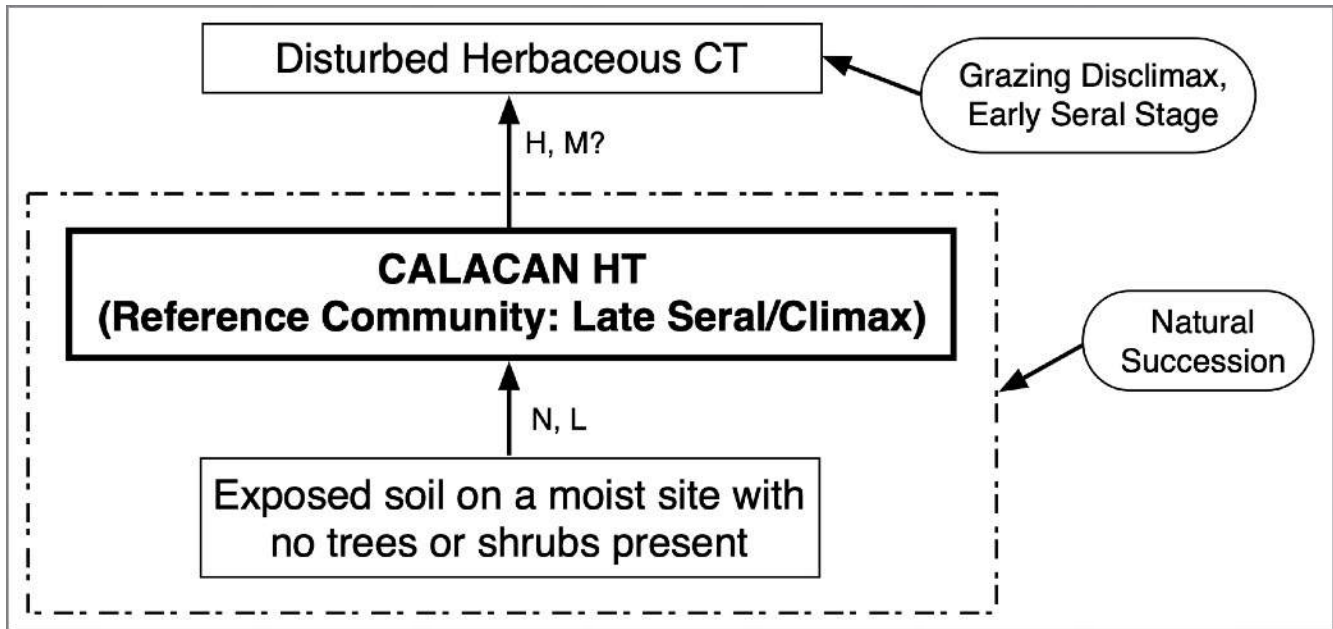 Disturbed Herbaceous CT
Grazing Disclimax,
Early Seral Stage
H, M?
CALACAN HT
(Reference Community: Late Seral/Climax)
Natural
Succession
N, L
Exposed soil on a moist site with
no trees or shrubs present